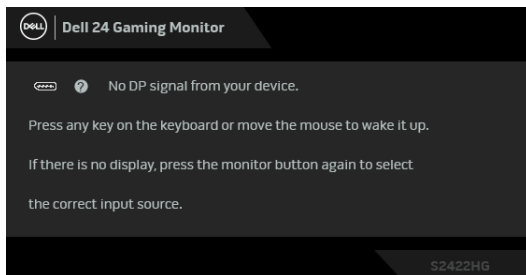 DELL
Dell 24 Gaming Monitor
? No DP signal from your device.
Press any key on the keyboard or move the mouse to wake it up.
If there is no display, press the monitor button again to select
the correct input source.
S2422HG